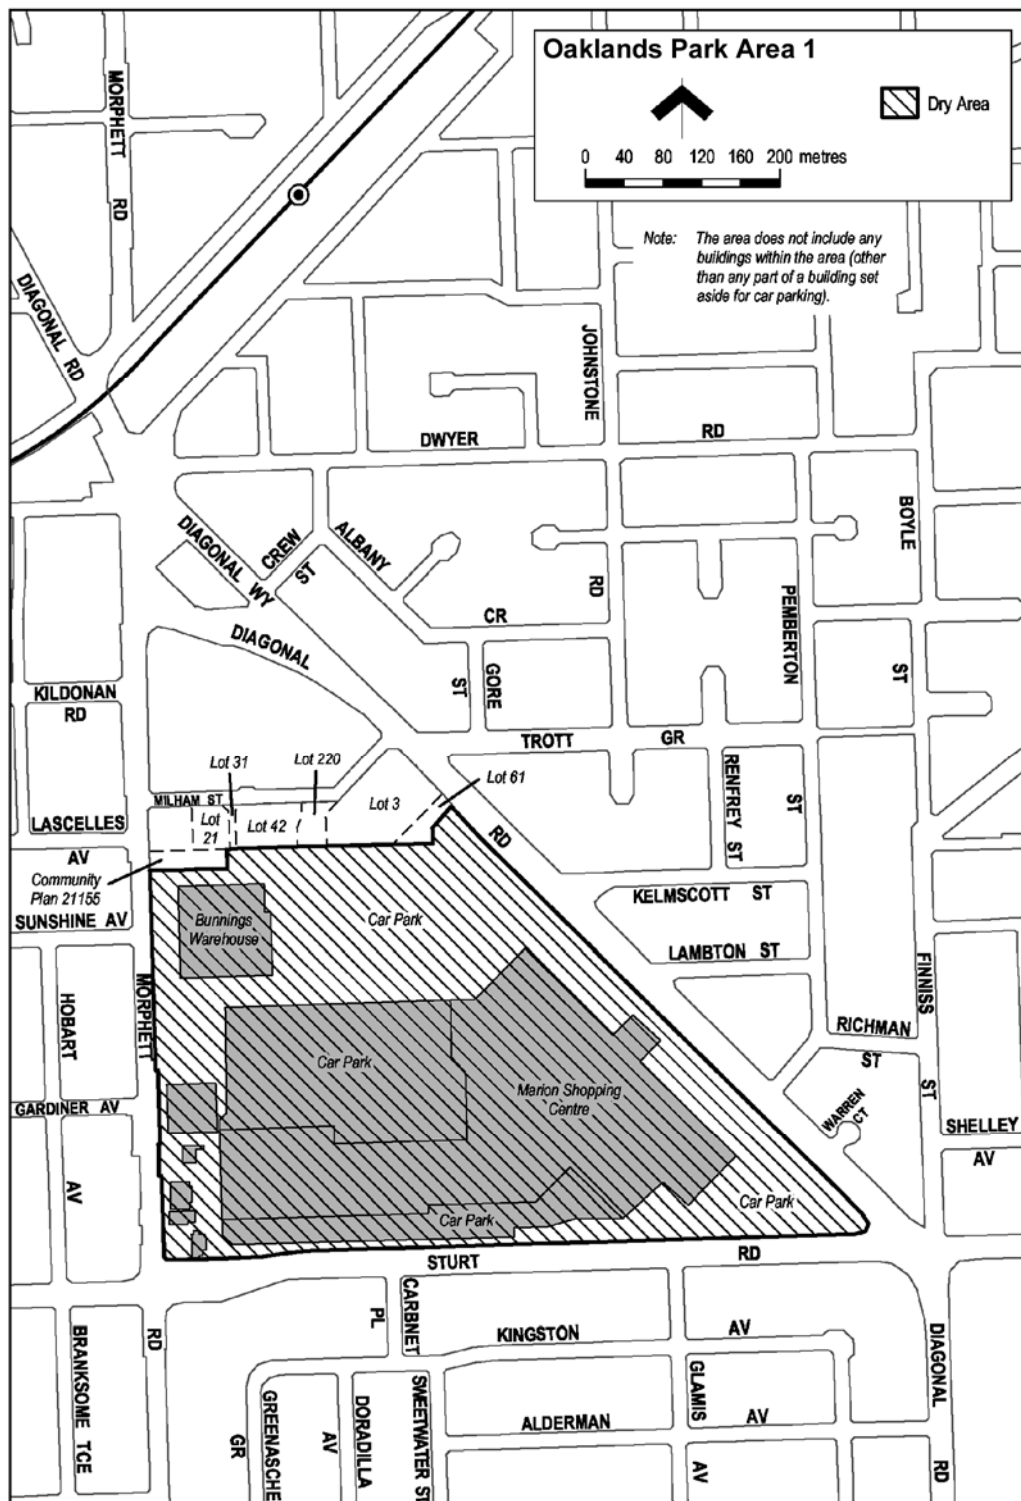 Oaklands Park Area 1
Dry Area
0 40 80 120 160 200 metres
Note: The area does not include any
buildings within the area (other
than any part of a building set
aside for car parking).
MORPHETT
RD
DIAGONAL RD
JOHNSTONE
RD
DWYER
RD
BOYLE
ST
DIAGONAL WY
CREW
ST
ALBANY
CR
PEMBERTON
ST
DIAGONAL
RD
KILDONAN
RD
GORE
ST
TROTT
GR
RENFREY ST
Lot 31
Lot 220
Lot 61
Lot 3
MILHAM ST
Lot
21
Lot 42
LASCELLES
AV
Community
Plan 21155
SUNSHINE AV
KELMSCOTT ST
LAMBTON ST
Bunnings
Warehouse
Car Park
MORPHETT
RD
HOBART
AV
FINNISS
ST
RICHMAN
ST
Car Park
Marion Shopping
Centre
GARDINER AV
WARREN
CT
SHELLEY
AV
Car Park
Car Park
STURT
RD
CARBNET
PL
KINGSTON
AV
DIAGONAL
RD
BRANKSOME TCE
GLAMIS
AV
SWEETWATER ST
ALDERMAN
AV
GREENASCHE
GR
DORADILLA
AV